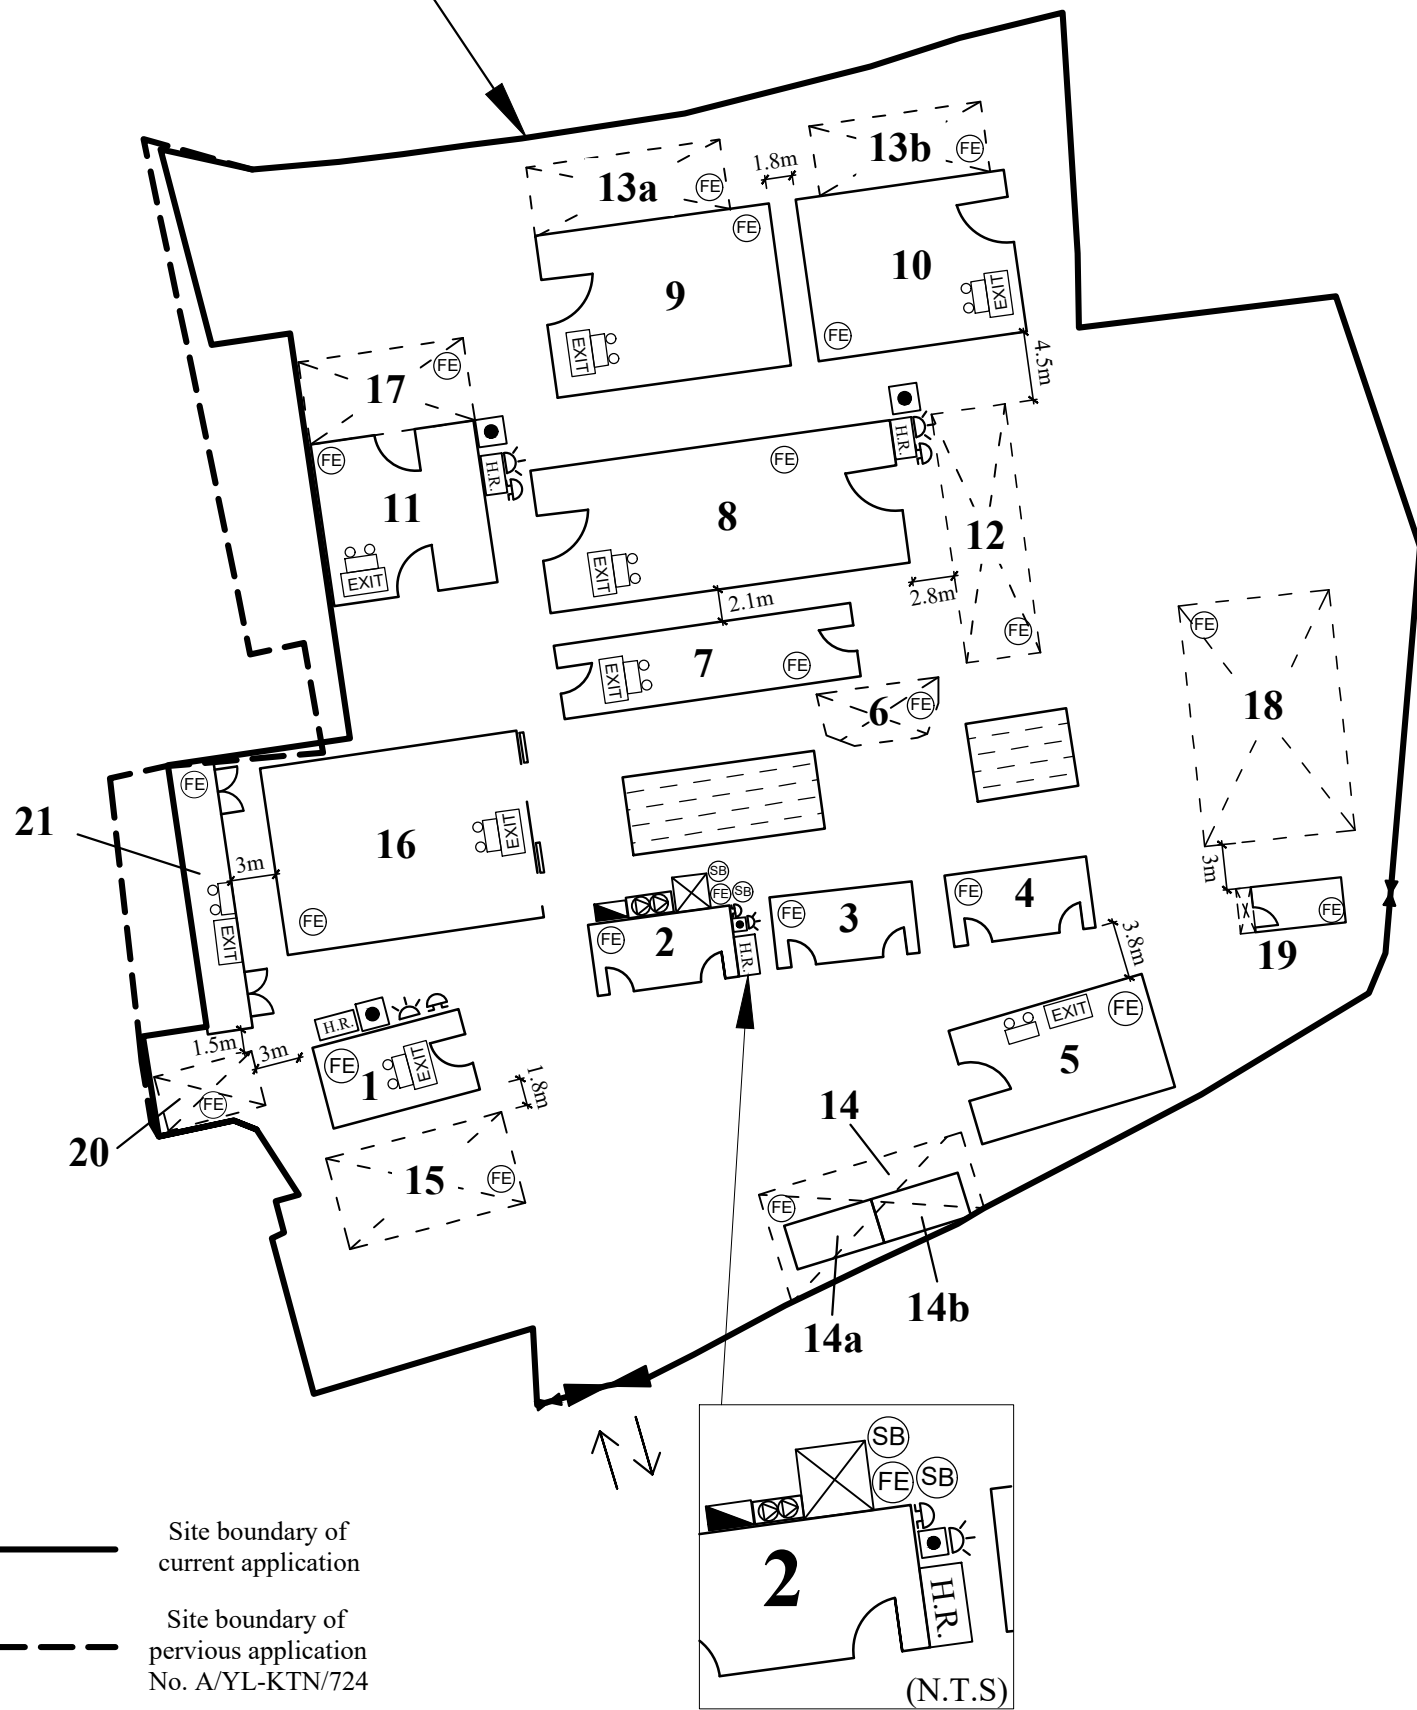 13b
FE
1.8m
13a
FE
FE
10
9
EXIT
FE
EXIT
4.5m
17
FE
FE
H.R.
H.R.
FE
11
8
12
EXIT
EXIT
2.8m
2.1m
FE
7
FE
EXIT
FE
6
18
FE
21
FE
16
EXIT
3m
3m
SB
FE
SB
4
FE
3
FE
2
FE
FE
FE
EXIT
H.R.
3.8m
19
H.R.
EXIT
FE
1.5m
3m
FE
EXIT
1
5
1.8m
FE
20
14
15
FE
FE
14b
14a
SB
FE
SB
2
H.R.
(N.T.S)
Site boundary of
current application
Site boundary of
pervious application
No. A/YL-KTN/724